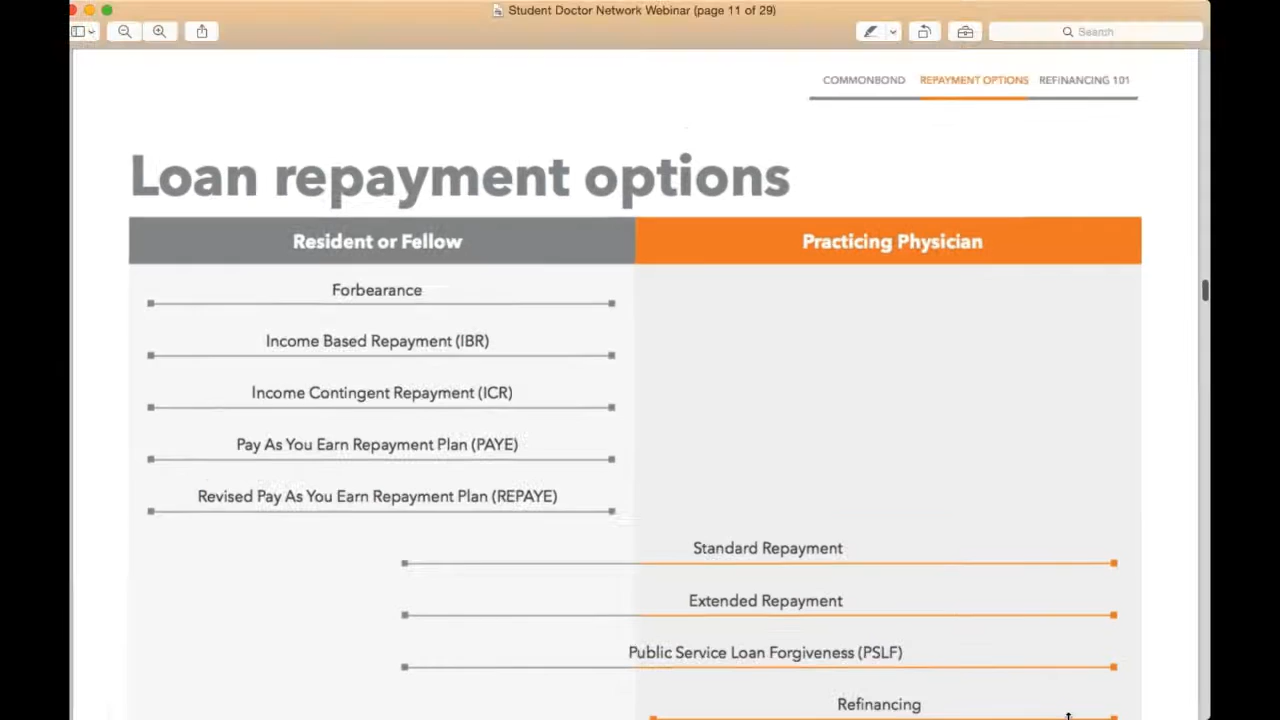 Student Doctor Network Webinar (page 11 of 29)
Search
COMMONBOND REPAYMENT OPTIONS REFINANCING 101
Loan repayment options
Resident or Fellow Practicing Physician
Forbearance
Income Based Repayment (IBR)
Income Contingent Repayment (ICR)
Pay As You Earn Repayment Plan (PAYE)
Revised Pay As You Earn Repayment Plan (REPAYE)
Standard Repayment
Extended Repayment
Public Service Loan Forgiveness (PSLF)
Refinancing